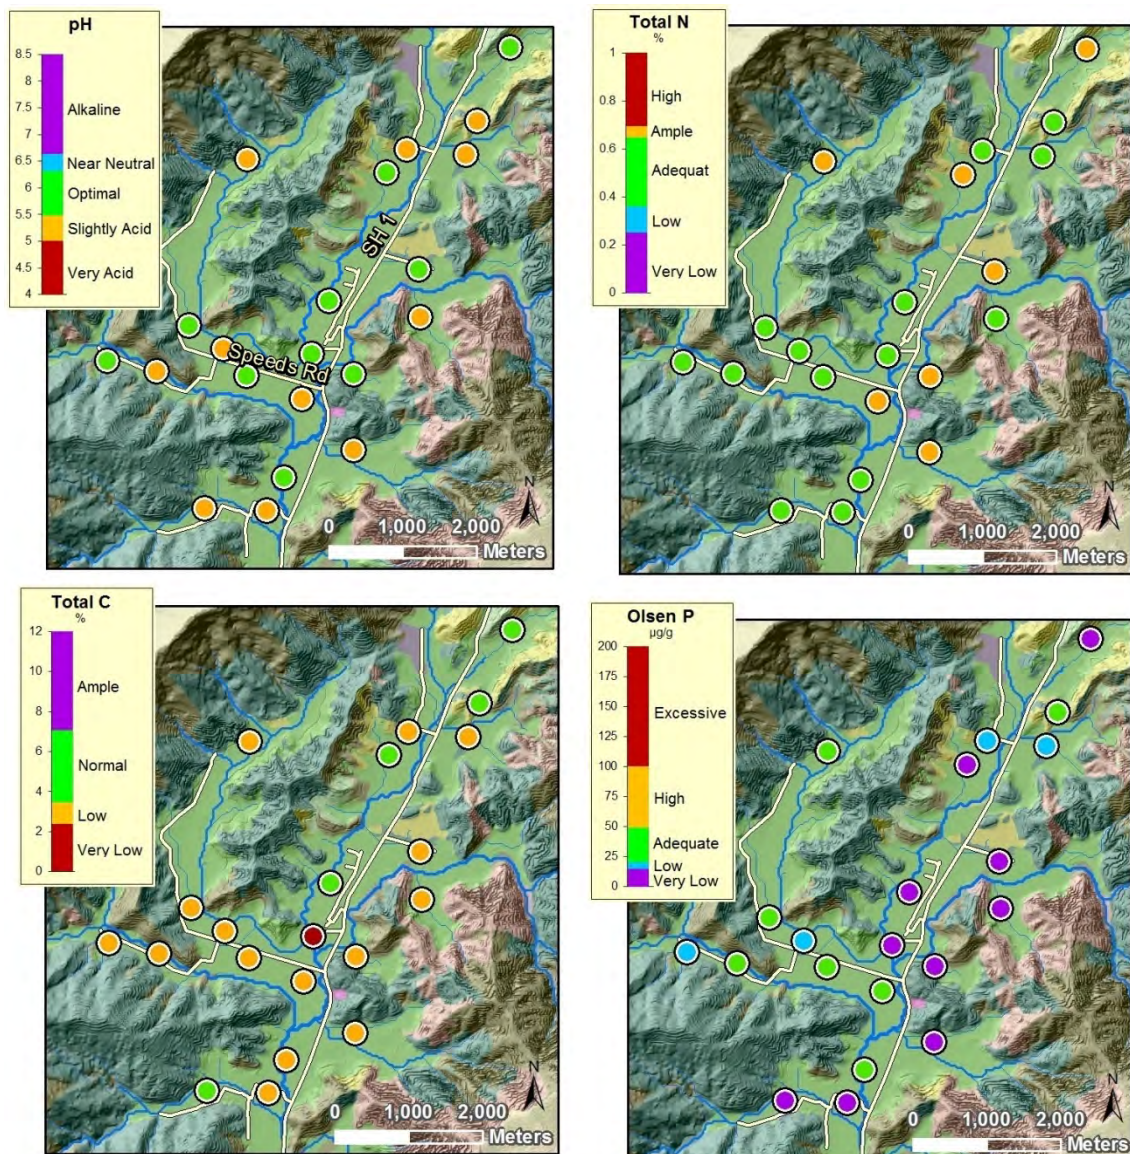 pH
8.5
8
Alkaline
7.5
7
6.5
Near Neutral
6
Optimal
5.5
Slightly Acid
5
4.5
Very Acid
4
SH 1
Speeds Rd
N
0 1,000 2,000
Meters
Total N
%
1
High
0.8
Ample
0.6
Adequat
0.4
Low
0.2
Very Low
0
N
0 1,000 2,000
Meters
Total C
%
12
10
Ample
8
6
Normal
4
Low
2
Very Low
0
N
0 1,000 2,000
Meters
Olsen P
µg/g
200
175
Excessive
150
125
100
High
75
50
Adequate
25
Low
Very Low
0
N
0 1,000 2,000
Meters